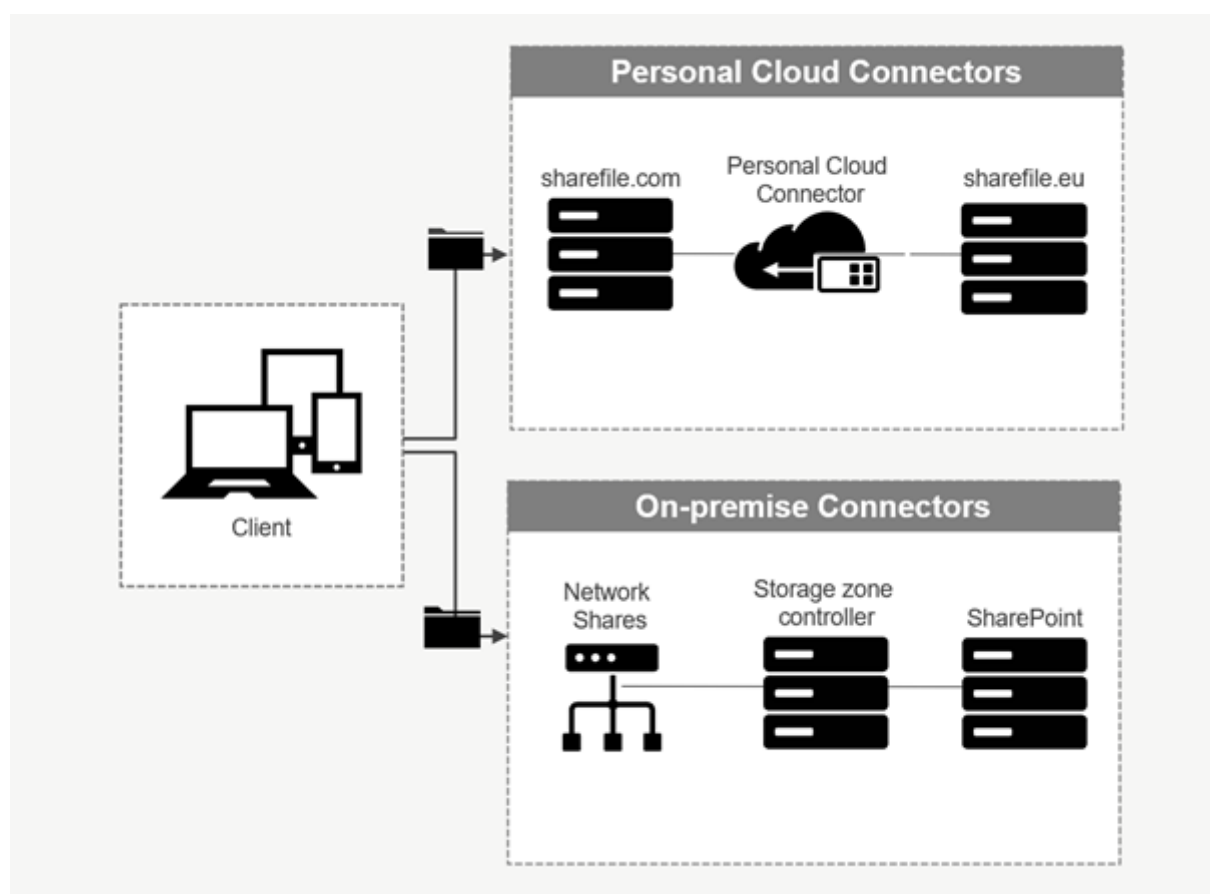 Personal Cloud Connectors
sharefile.com
Personal Cloud
Connector
sharefile.eu
Client
On-premise Connectors
Network
Shares
Storage zone
controller
SharePoint